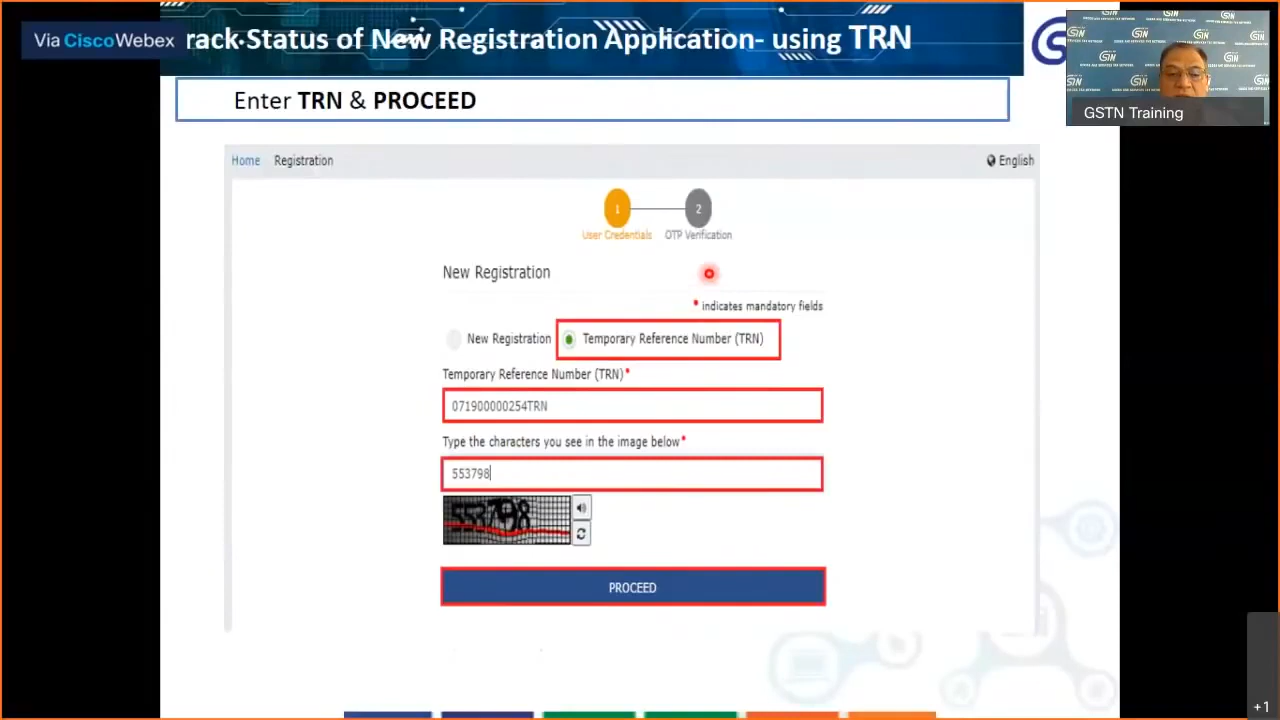 Via CiscoWebex
rack Status of New Registration Application- using TRN
GSTN Training
Enter TRN & PROCEED
Home Registration
English
1
2
User Credentials
OTP Verification
New Registration
* indicates mandatory fields
New Registration
Temporary Reference Number (TRN)
Temporary Reference Number (TRN)*
071900000254TRN
Type the characters you see in the image below*
553798
PROCEED
+1